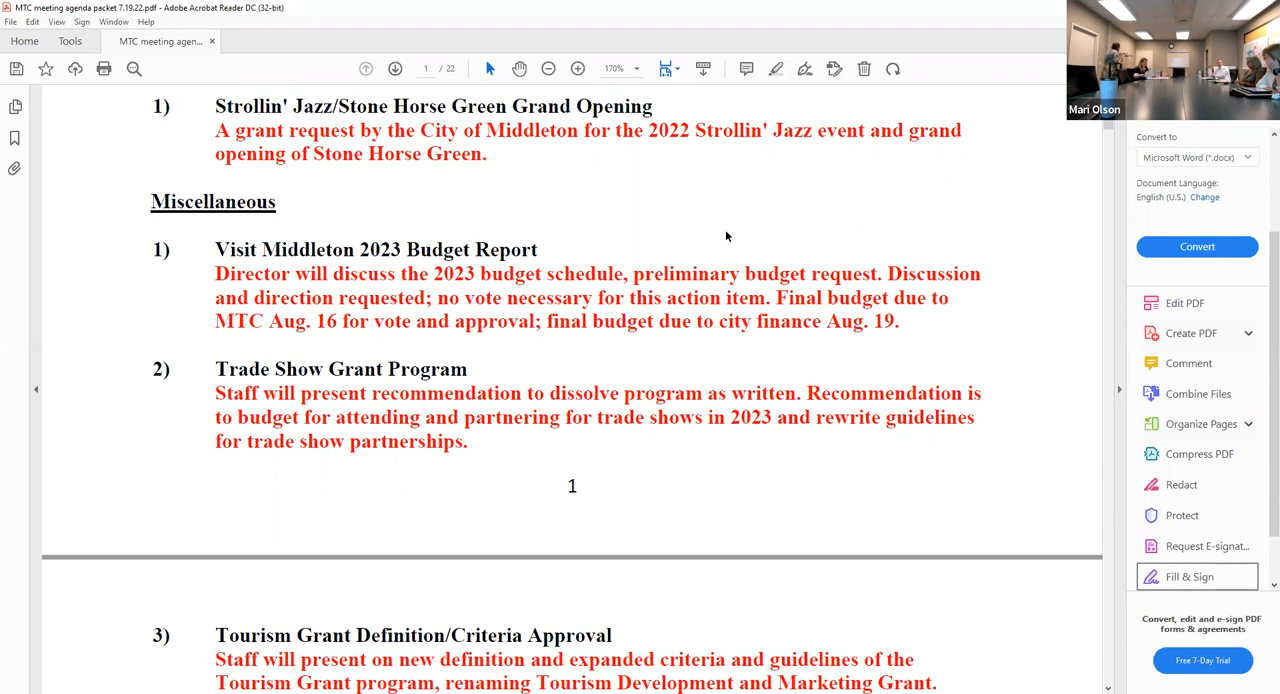 MTC meeting agenda packet 7.19.22.pdf - Adobe Acrobat Reader DC (32-bit)
File Edit View Sign Window Help
Home Tools MTC meeting agen... ×
1 / 22 170%
1) Strollin' Jazz/Stone Horse Green Grand Opening
A grant request by the City of Middleton for the 2022 Strollin' Jazz event and grand
opening of Stone Horse Green.
Miscellaneous
1) Visit Middleton 2023 Budget Report
Director will discuss the 2023 budget schedule, preliminary budget request. Discussion
and direction requested; no vote necessary for this action item. Final budget due to
MTC Aug. 16 for vote and approval; final budget due to city finance Aug. 19.
2) Trade Show Grant Program
Staff will present recommendation to dissolve program as written. Recommendation is
to budget for attending and partnering for trade shows in 2023 and rewrite guidelines
for trade show partnerships.
1
3) Tourism Grant Definition/Criteria Approval
Staff will present on new definition and expanded criteria and guidelines of the
Tourism Grant program, renaming Tourism Development and Marketing Grant.
Mari Olson
Convert to
Microsoft Word (*.docx)
Document Language:
English (U.S.) Change
Convert
Edit PDF
Create PDF
Comment
Combine Files
Organize Pages
Compress PDF
Redact
Protect
Request E-signat...
Fill & Sign
Convert, edit and e-sign PDF
forms & agreements
Free 7-Day Trial